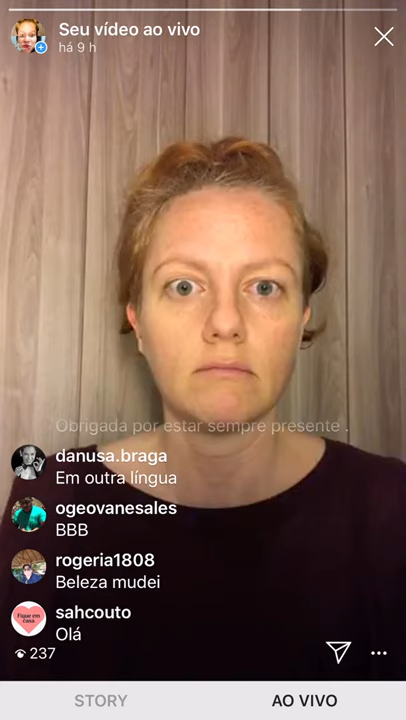 Seu vídeo ao vivo
há 9 h
Obrigada por estar sempre presente .
danusa.braga
Em outra língua
ogeovanesales
BBB
rogeria1808
Beleza mudei
Fique em
casa
sahcouto
Olá
237
STORY
AO VIVO